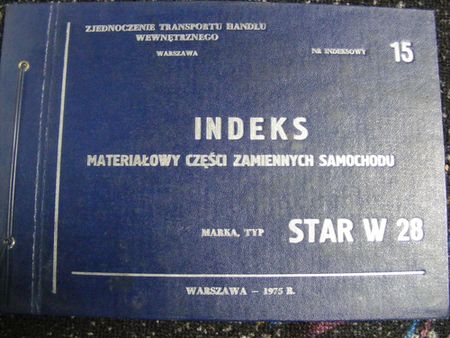 ZJEDNOCZENIE TRANSPORTU HANDLU
WEWNĘTRZNEGO
WARSZAWA
NR INDEKSOWY 15
INDEKS
MATERIAŁOWY CZĘŚCI ZAMIENNYCH SAMOCHODU
MARKA, TYP STAR W 28
WARSZAWA – 1975 R.